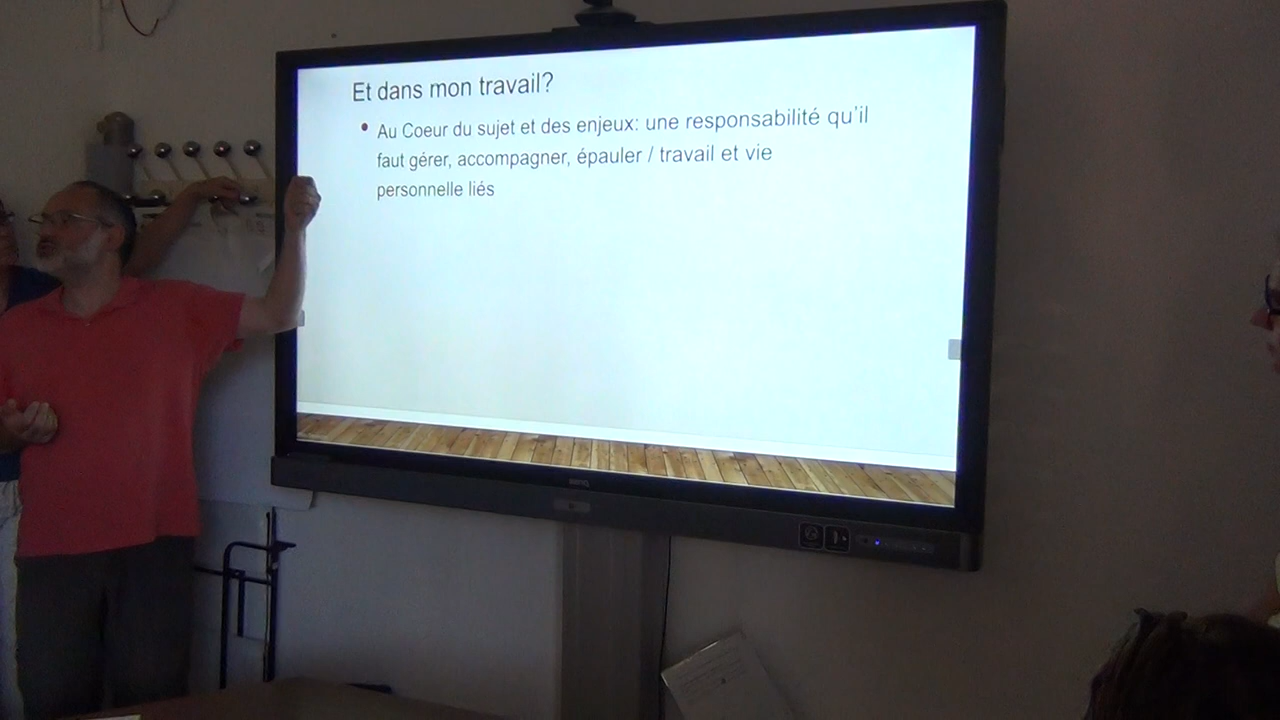 Et dans mon travail?
• Au Coeur du sujet et des enjeux: une responsabilité qu'il
faut gérer, accompagner, épauler / travail et vie
personnelle liés
BenQ